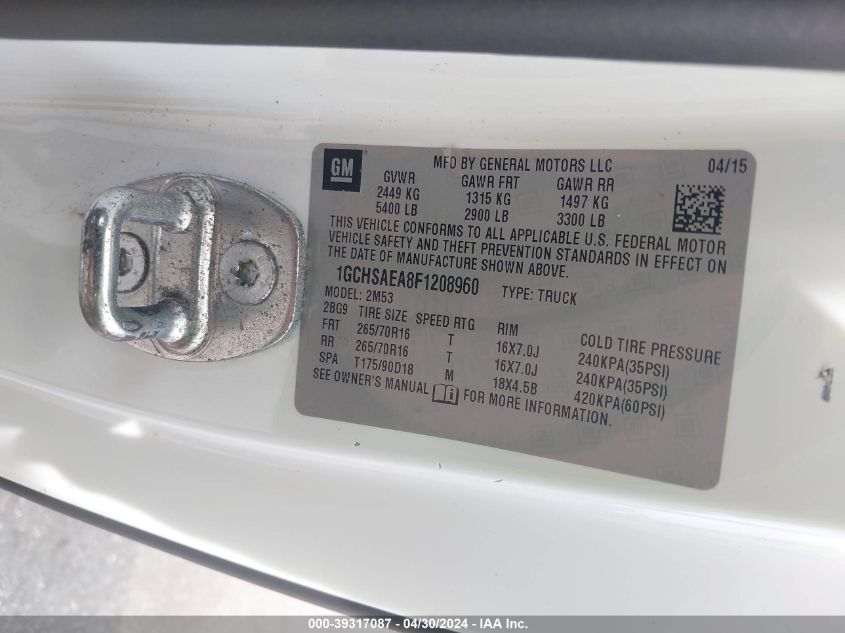 GM
MFD BY GENERAL MOTORS LLC 04/15
GVWR GAWR FRT GAWR RR
2449 KG 1315 KG 1497 KG
5400 LB 2900 LB 3300 LB
THIS VEHICLE CONFORMS TO ALL APPLICABLE U.S. FEDERAL MOTOR
VEHICLE SAFETY AND THEFT PREVENTION STANDARDS IN EFFECT ON
THE DATE OF MANUFACTURE SHOWN ABOVE.
1GCHSAEA8F1208960 TYPE: TRUCK
MODEL: 2M53
2BG9 TIRE SIZE SPEED RTG RIM COLD TIRE PRESSURE
FRT 265/70R16 T 16X7.0J 240KPA(35PSI)
RR 265/70R16 T 16X7.0J 240KPA(35PSI)
SPA T175/90D18 M 18X4.5B 420KPA(60PSI)
SEE OWNER'S MANUAL FOR MORE INFORMATION.
000-39317087 - 04/30/2024 - IAA Inc.